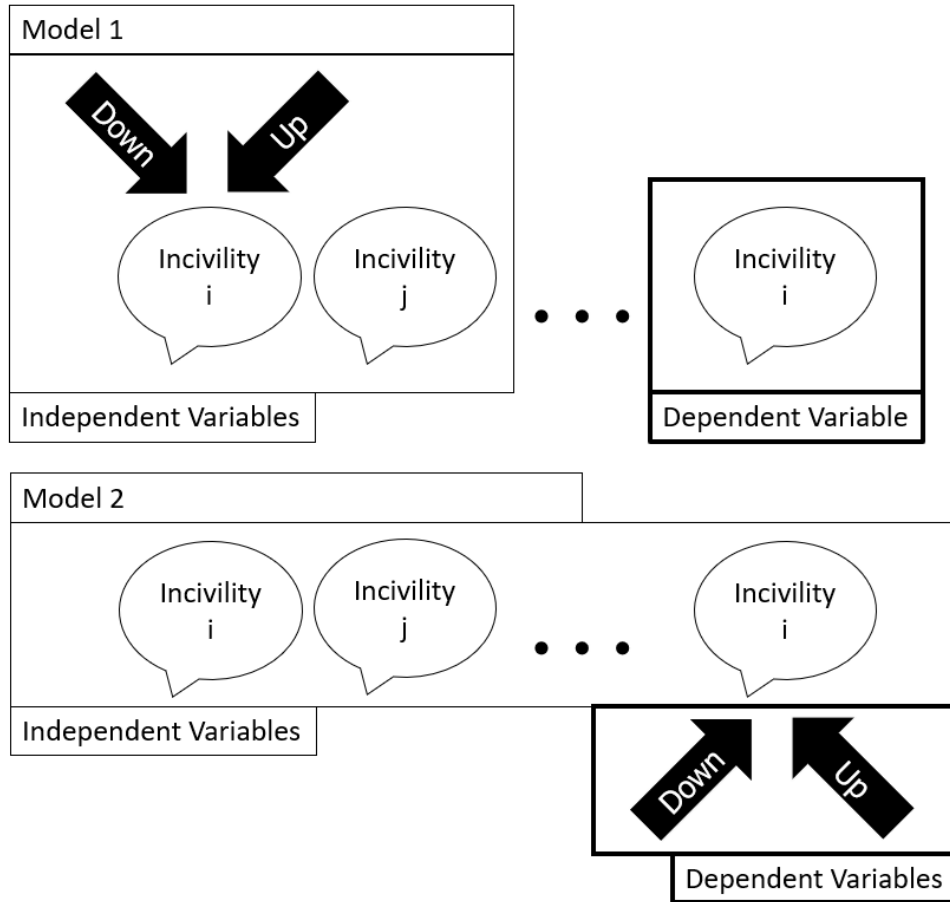 Model 1
Down
Up
Incivility
i
Incivility
j
Incivility
i
Independent Variables
Dependent Variable
Model 2
Incivility
i
Incivility
j
Incivility
i
Independent Variables
Down
Up
Dependent Variables